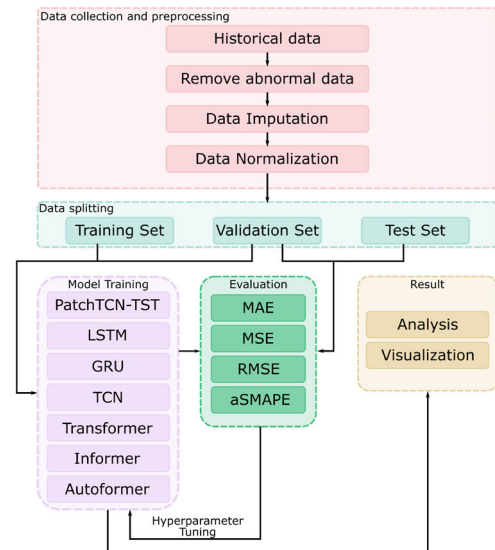 Data collection and preprocessing
Historical data
Remove abnormal data
Data Imputation
Data Normalization
Data splitting
Training Set
Validation Set
Test Set
Model Training
PatchTCN-TST
LSTM
GRU
TCN
Transformer
Informer
Autoformer
Evaluation
MAE
MSE
RMSE
aSMAPE
Result
Analysis
Visualization
Hyperparameter
Tuning